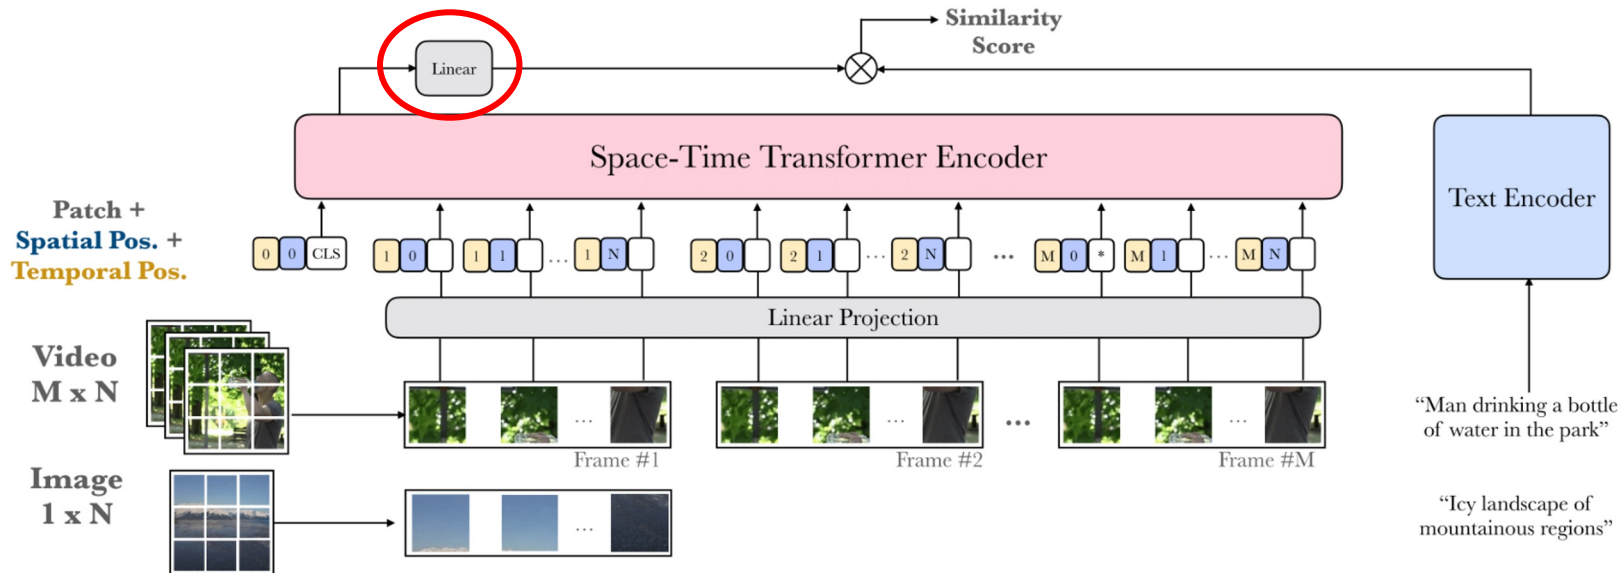 Similarity
Score
Linear
Space-Time Transformer Encoder
Text Encoder
Patch +
Spatial Pos. +
Temporal Pos.
0 0 CLS 1 0 1 1 ... 1 N 2 0 2 1 ... 2 N ... M 0 * M 1 ... M N
Linear Projection
Video
M x N
... ... ... ...
Frame #1 Frame #2 Frame #M
“Man drinking a bottle
of water in the park”
Image
1 x N
...
“Icy landscape of
mountainous regions”